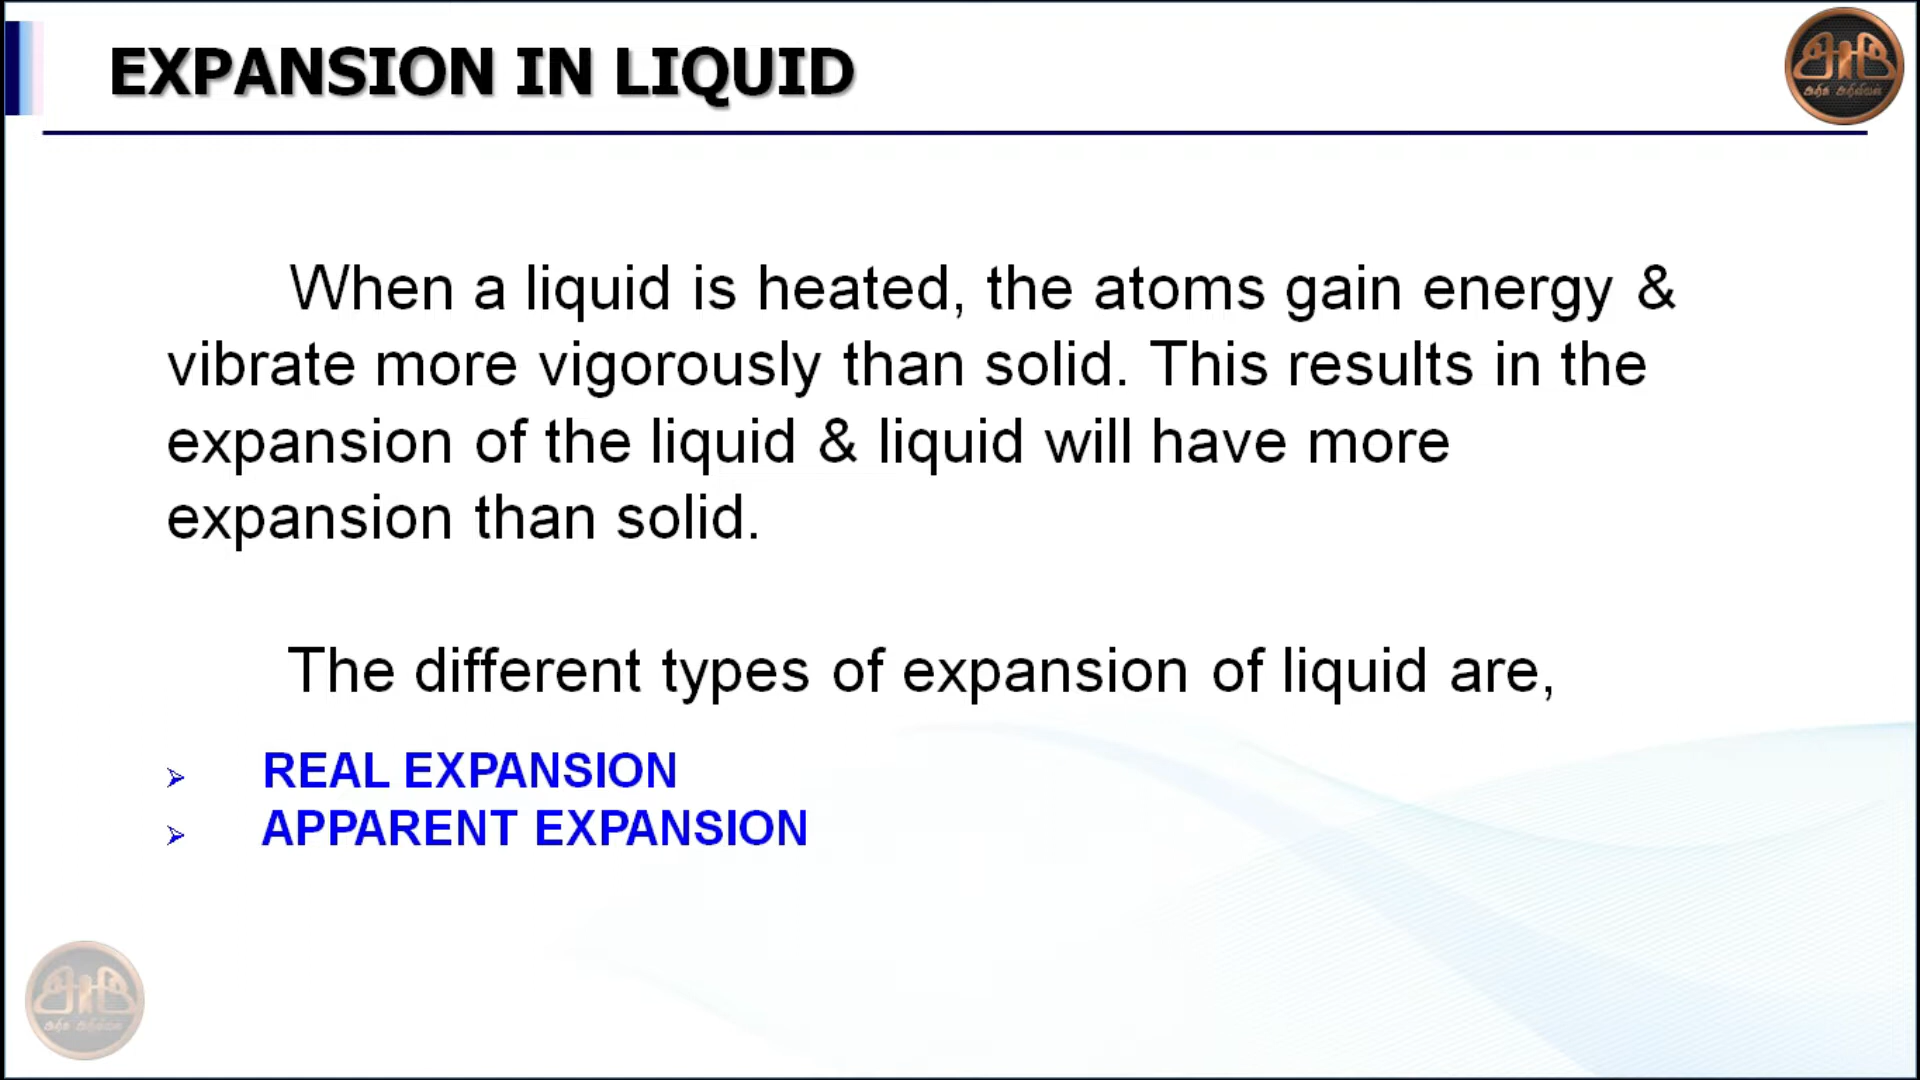 EXPANSION IN LIQUID
When a liquid is heated, the atoms gain energy &
vibrate more vigorously than solid. This results in the
expansion of the liquid & liquid will have more
expansion than solid.
The different types of expansion of liquid are,
REAL EXPANSION
APPARENT EXPANSION